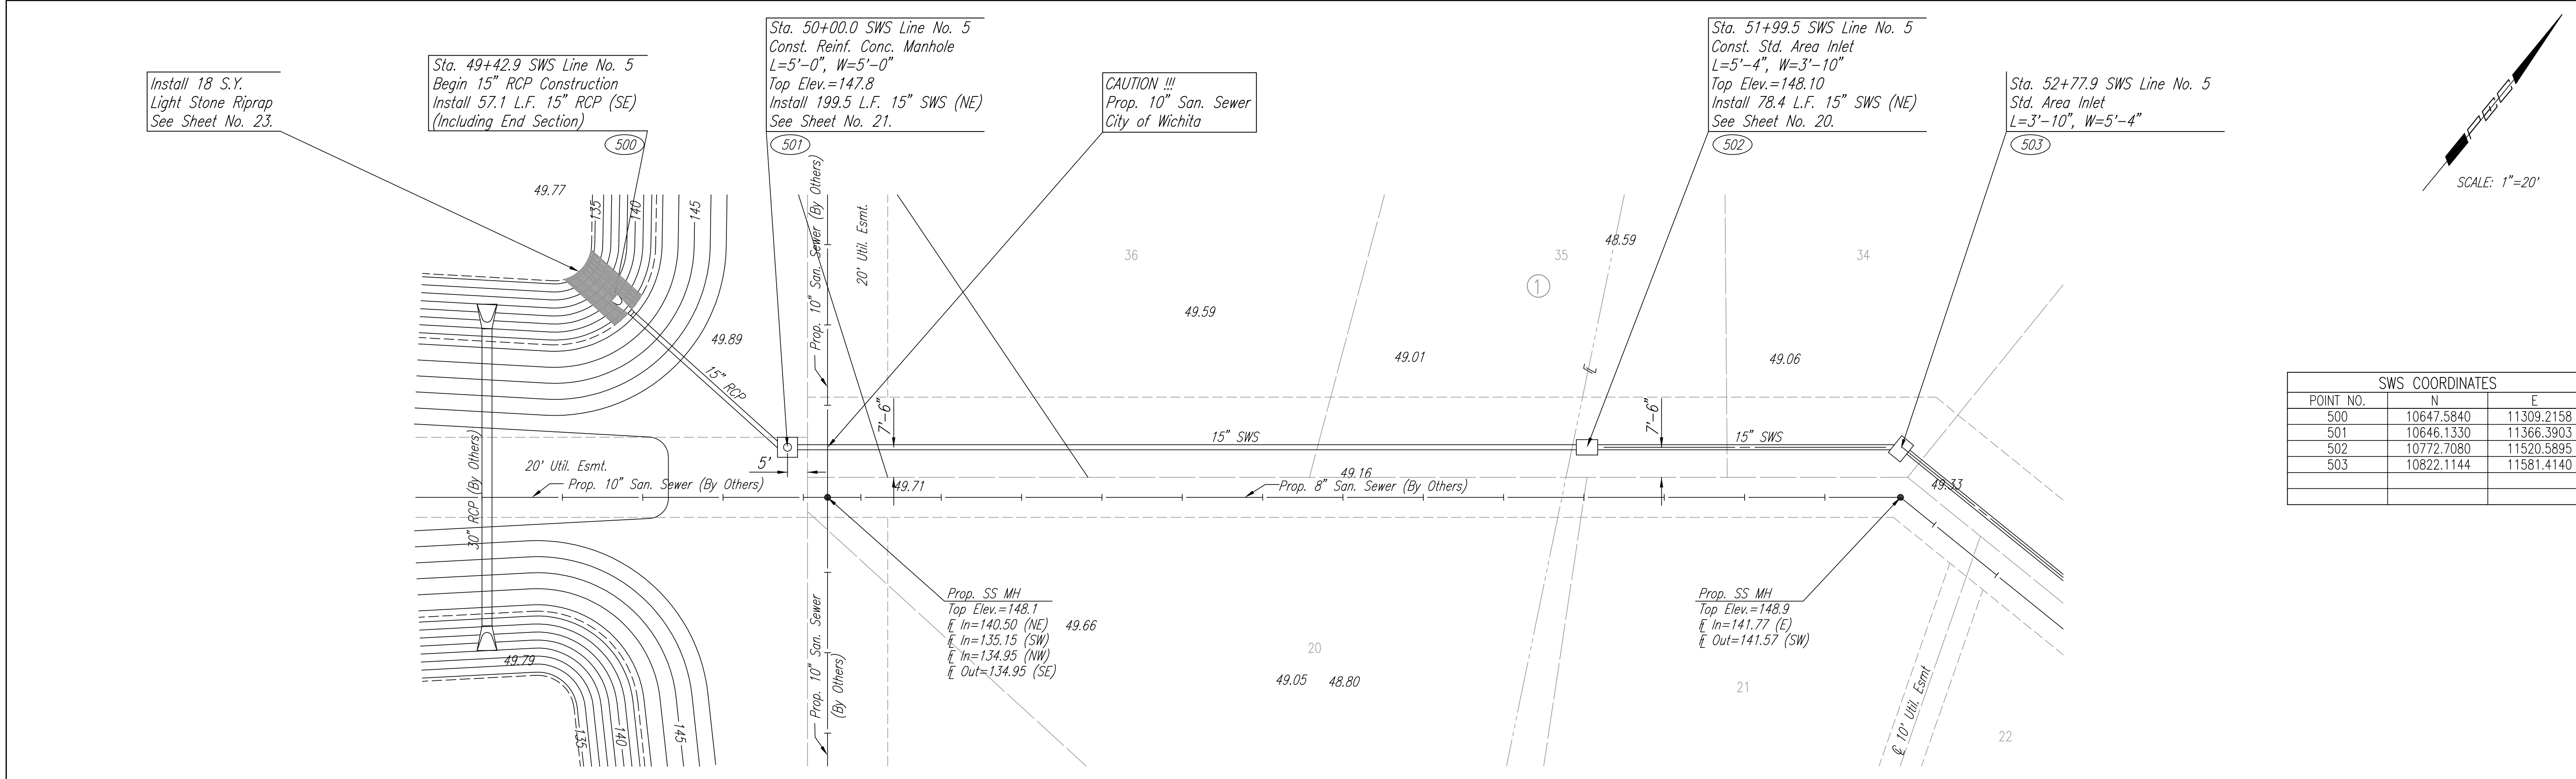 Install 18 S.Y.
Light Stone Riprap
See Sheet No. 23.
Sta. 49+42.9 SWS Line No. 5
Begin 15" RCP Construction
Install 57.1 L.F. 15" RCP (SE)
(Including End Section)
500
Sta. 50+00.0 SWS Line No. 5
Const. Reinf. Conc. Manhole
L=5'-0", W=5'-0"
Top Elev.=147.8
Install 199.5 L.F. 15" SWS (NE)
See Sheet No. 21.
501
CAUTION !!!
Prop. 10" San. Sewer
City of Wichita
Sta. 51+99.5 SWS Line No. 5
Const. Std. Area Inlet
L=5'-4", W=3'-10"
Top Elev.=148.10
Install 78.4 L.F. 15" SWS (NE)
See Sheet No. 20.
502
Sta. 52+77.9 SWS Line No. 5
Std. Area Inlet
L=3'-10", W=5'-4"
503
SCALE: 1"=20'
49.77
135
140
145
Prop. 10" San. Sewer (By Others)
20' Util. Esmt.
36
35
48.59
34
1
49.59
49.89
49.01
49.06
15" RCP
7'-6"
15" SWS
7'-6"
15" SWS
5'
20' Util. Esmt.
Prop. 10" San. Sewer (By Others)
49.71
49.16
Prop. 8" San. Sewer (By Others)
49.33
30" RCP (By Others)
SWS COORDINATES
POINT NO. N E
500 10647.5840 11309.2158
501 10646.1330 11366.3903
502 10772.7080 11520.5895
503 10822.1144 11581.4140
Prop. SS MH
Top Elev.=148.1
FL In=140.50 (NE)
FL In=135.15 (SW)
FL In=134.95 (NW)
FL Out=134.95 (SE)
49.66
Prop. SS MH
Top Elev.=148.9
FL In=141.77 (E)
FL Out=141.57 (SW)
49.79
Prop. 10" San. Sewer
(By Others)
20
49.05
48.80
21
22
℄ 10' Util. Esmt
135
140
145